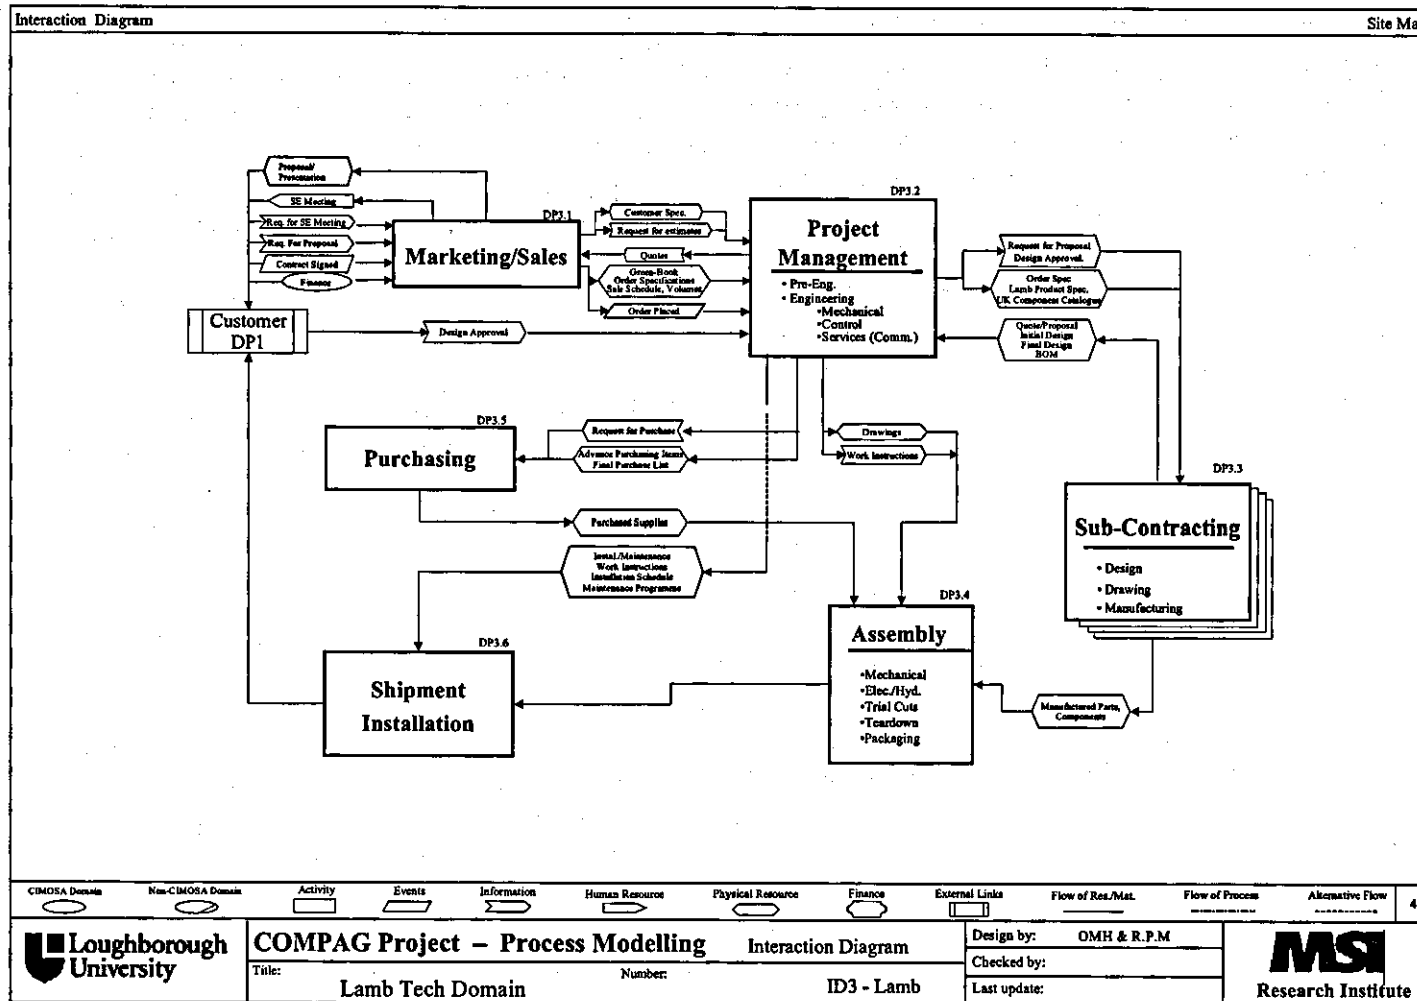 Interaction Diagram
Site Ma
Proposal/
Presentation
SE Meeting
Req. for SE Meeting
Req. For Proposal
Contract Signed
Finance
DP3.1
Marketing/Sales
Customer Spec.
Request for estimates
Quotes
Green-Book
Order Specifications
Sale Schedule, Volumes
Order Placed
DP3.2
Project
Management
• Pre-Eng.
• Engineering
•Mechanical
•Control
•Services (Comm.)
Request for Proposal
Design Approval.
Order Spec
Lamb Product Spec.
UK Component Catalogue
Quote/Proposal
Initial Design
Final Design
BOM
Customer
DP1
Design Approval
DP3.5
Purchasing
Request for Purchase
Advance Purchasing Items
Final Purchase List
Drawings
Work Instructions
DP3.3
Sub-Contracting
• Design
• Drawing
• Manufacturing
Purchased Supplies
Instal./Maintenance
Work Instructions
Installation Schedule
Maintenance Programme
DP3.4
Assembly
•Mechanical
•Elec./Hyd.
•Trial Cuts
•Teardown
•Packaging
DP3.6
Shipment
Installation
Manufactured Parts,
Components
CIMOSA Domain
Non-CIMOSA Domain
Activity
Events
Information
Human Resource
Physical Resource
Finance
External Links
Flow of Res./Mat.
Flow of Process
Alternative Flow
4
Loughborough
University
COMPAG Project – Process Modelling
Interaction Diagram
Title:
Lamb Tech Domain
Number:
ID3 - Lamb
Design by: OMH & R.P.M
Checked by:
Last update:
MSI
Research Institute